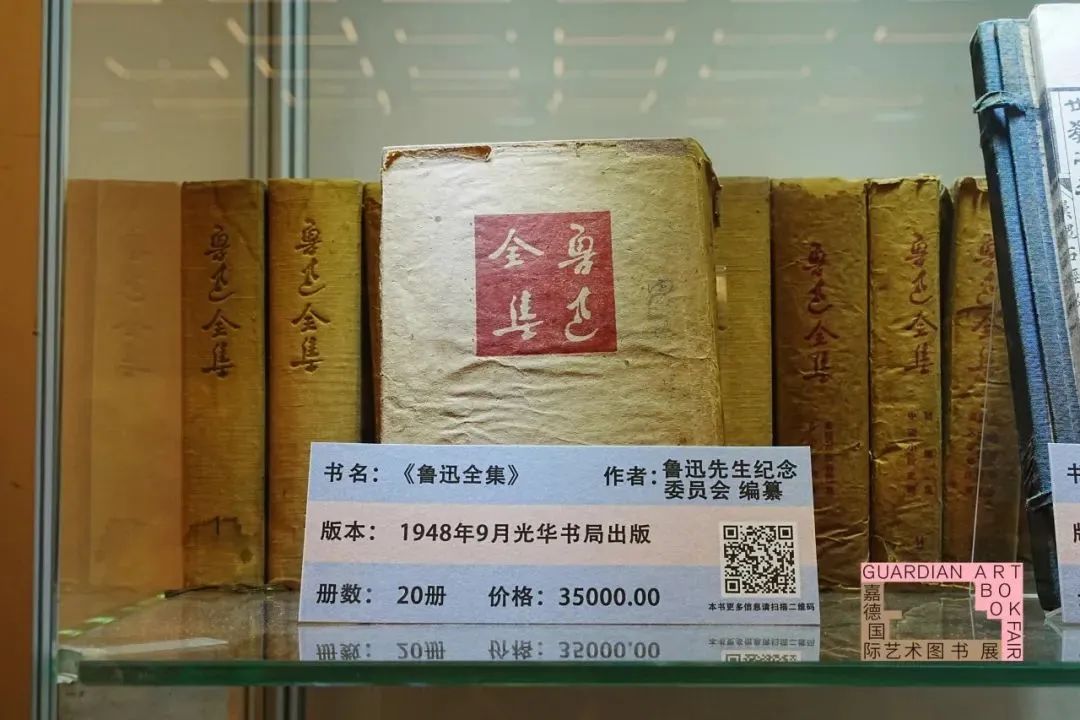 鲁迅全集
鲁迅全集
鲁迅
全集
鲁迅全集
鲁迅全集
书名：《鲁迅全集》
作者：鲁迅先生纪念
委员会 编纂
版本： 1948年9月光华书局出版
册数： 20册
价格：35000.00
本书更多信息请扫描二维码
GUARDIAN ART
BOOK FAIR
嘉德国
际艺术图书 展